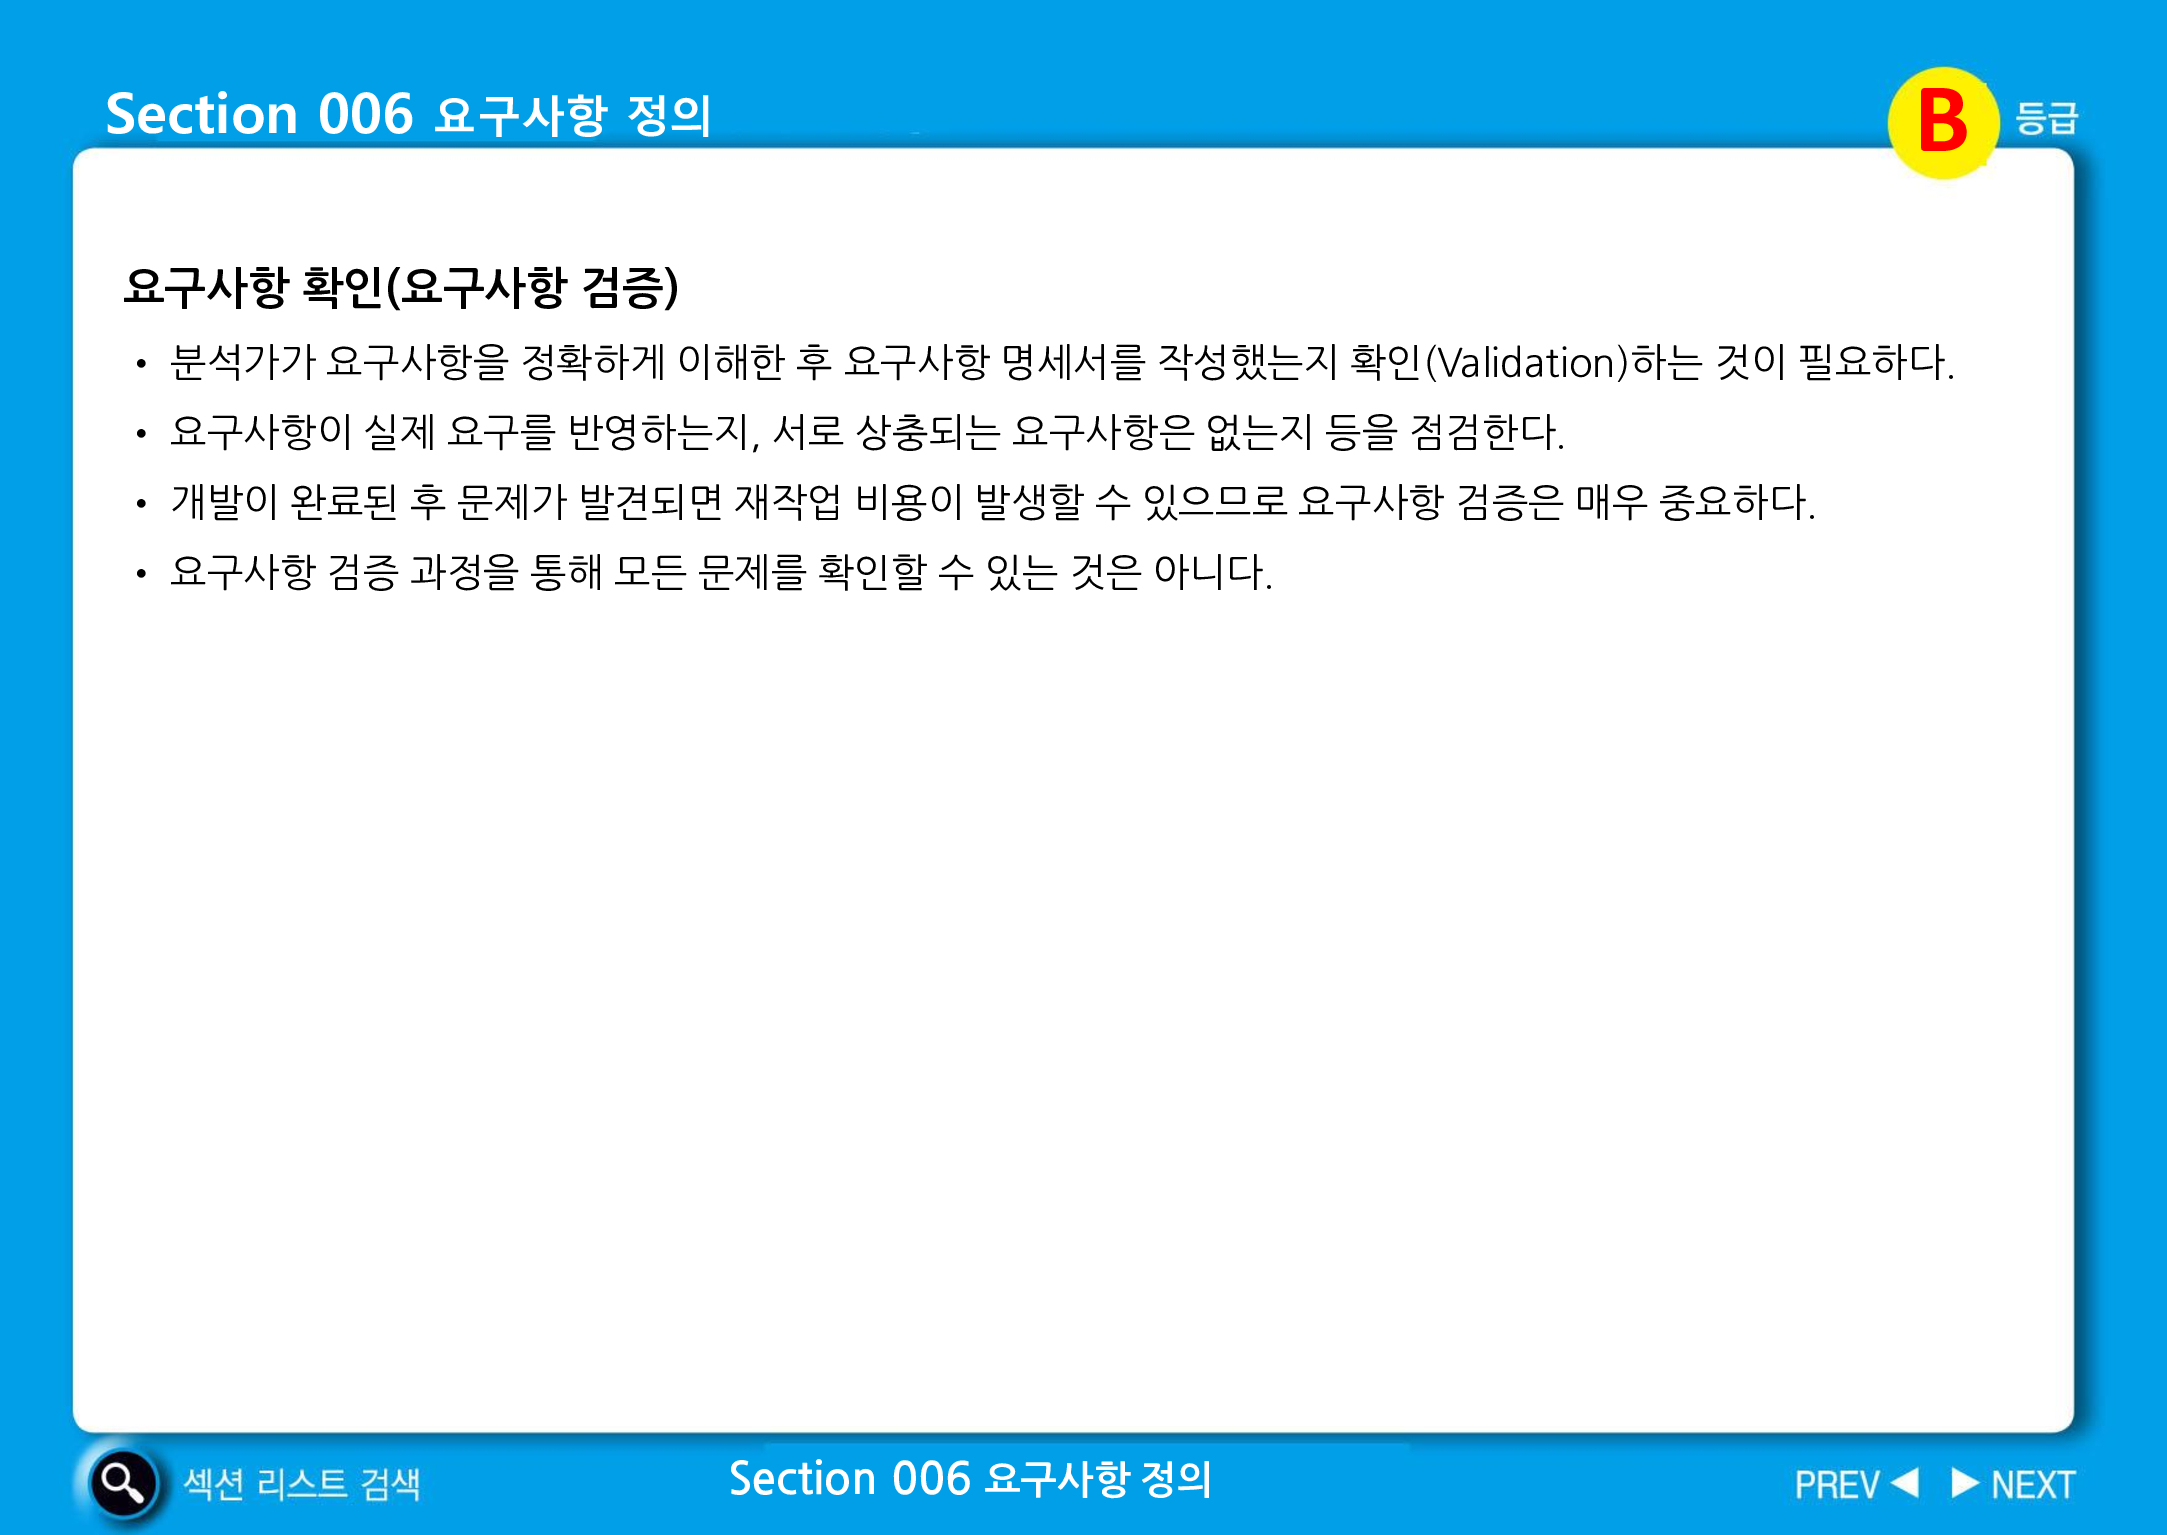 Section 006 요구사항 정의
B 등급
요구사항 확인(요구사항 검증)
• 분석가가 요구사항을 정확하게 이해한 후 요구사항 명세서를 작성했는지 확인(Validation)하는 것이 필요하다.
• 요구사항이 실제 요구를 반영하는지, 서로 상충되는 요구사항은 없는지 등을 점검한다.
• 개발이 완료된 후 문제가 발견되면 재작업 비용이 발생할 수 있으므로 요구사항 검증은 매우 중요하다.
• 요구사항 검증 과정을 통해 모든 문제를 확인할 수 있는 것은 아니다.
섹션 리스트 검색
Section 006 요구사항 정의
PREV ◀ ▶ NEXT